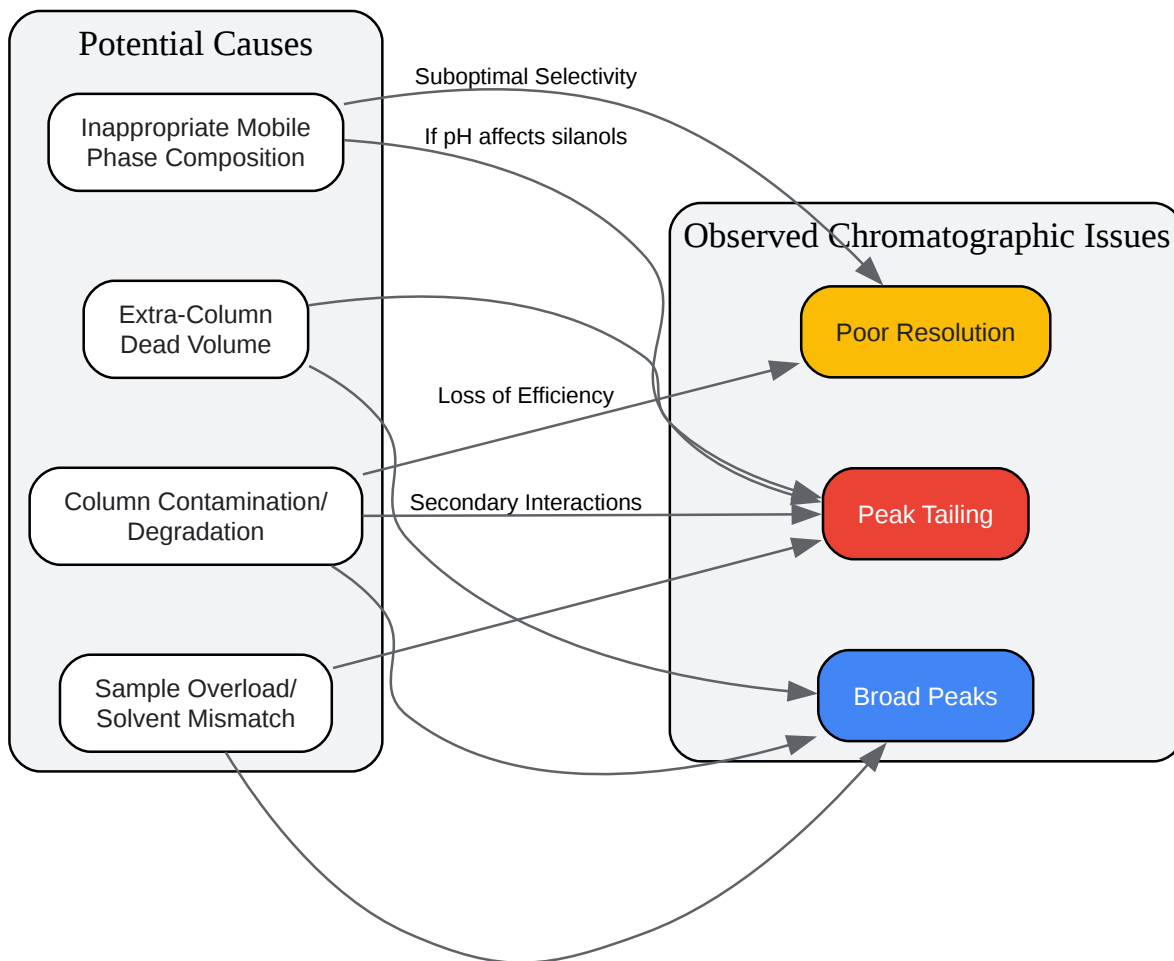 Potential Causes
Inappropriate Mobile
Phase Composition
Extra-Column
Dead Volume
Column Contamination/
Degradation
Sample Overload/
Solvent Mismatch
Suboptimal Selectivity
If pH affects silanols
Loss of Efficiency
Secondary Interactions
Observed Chromatographic Issues
Poor Resolution
Peak Tailing
Broad Peaks